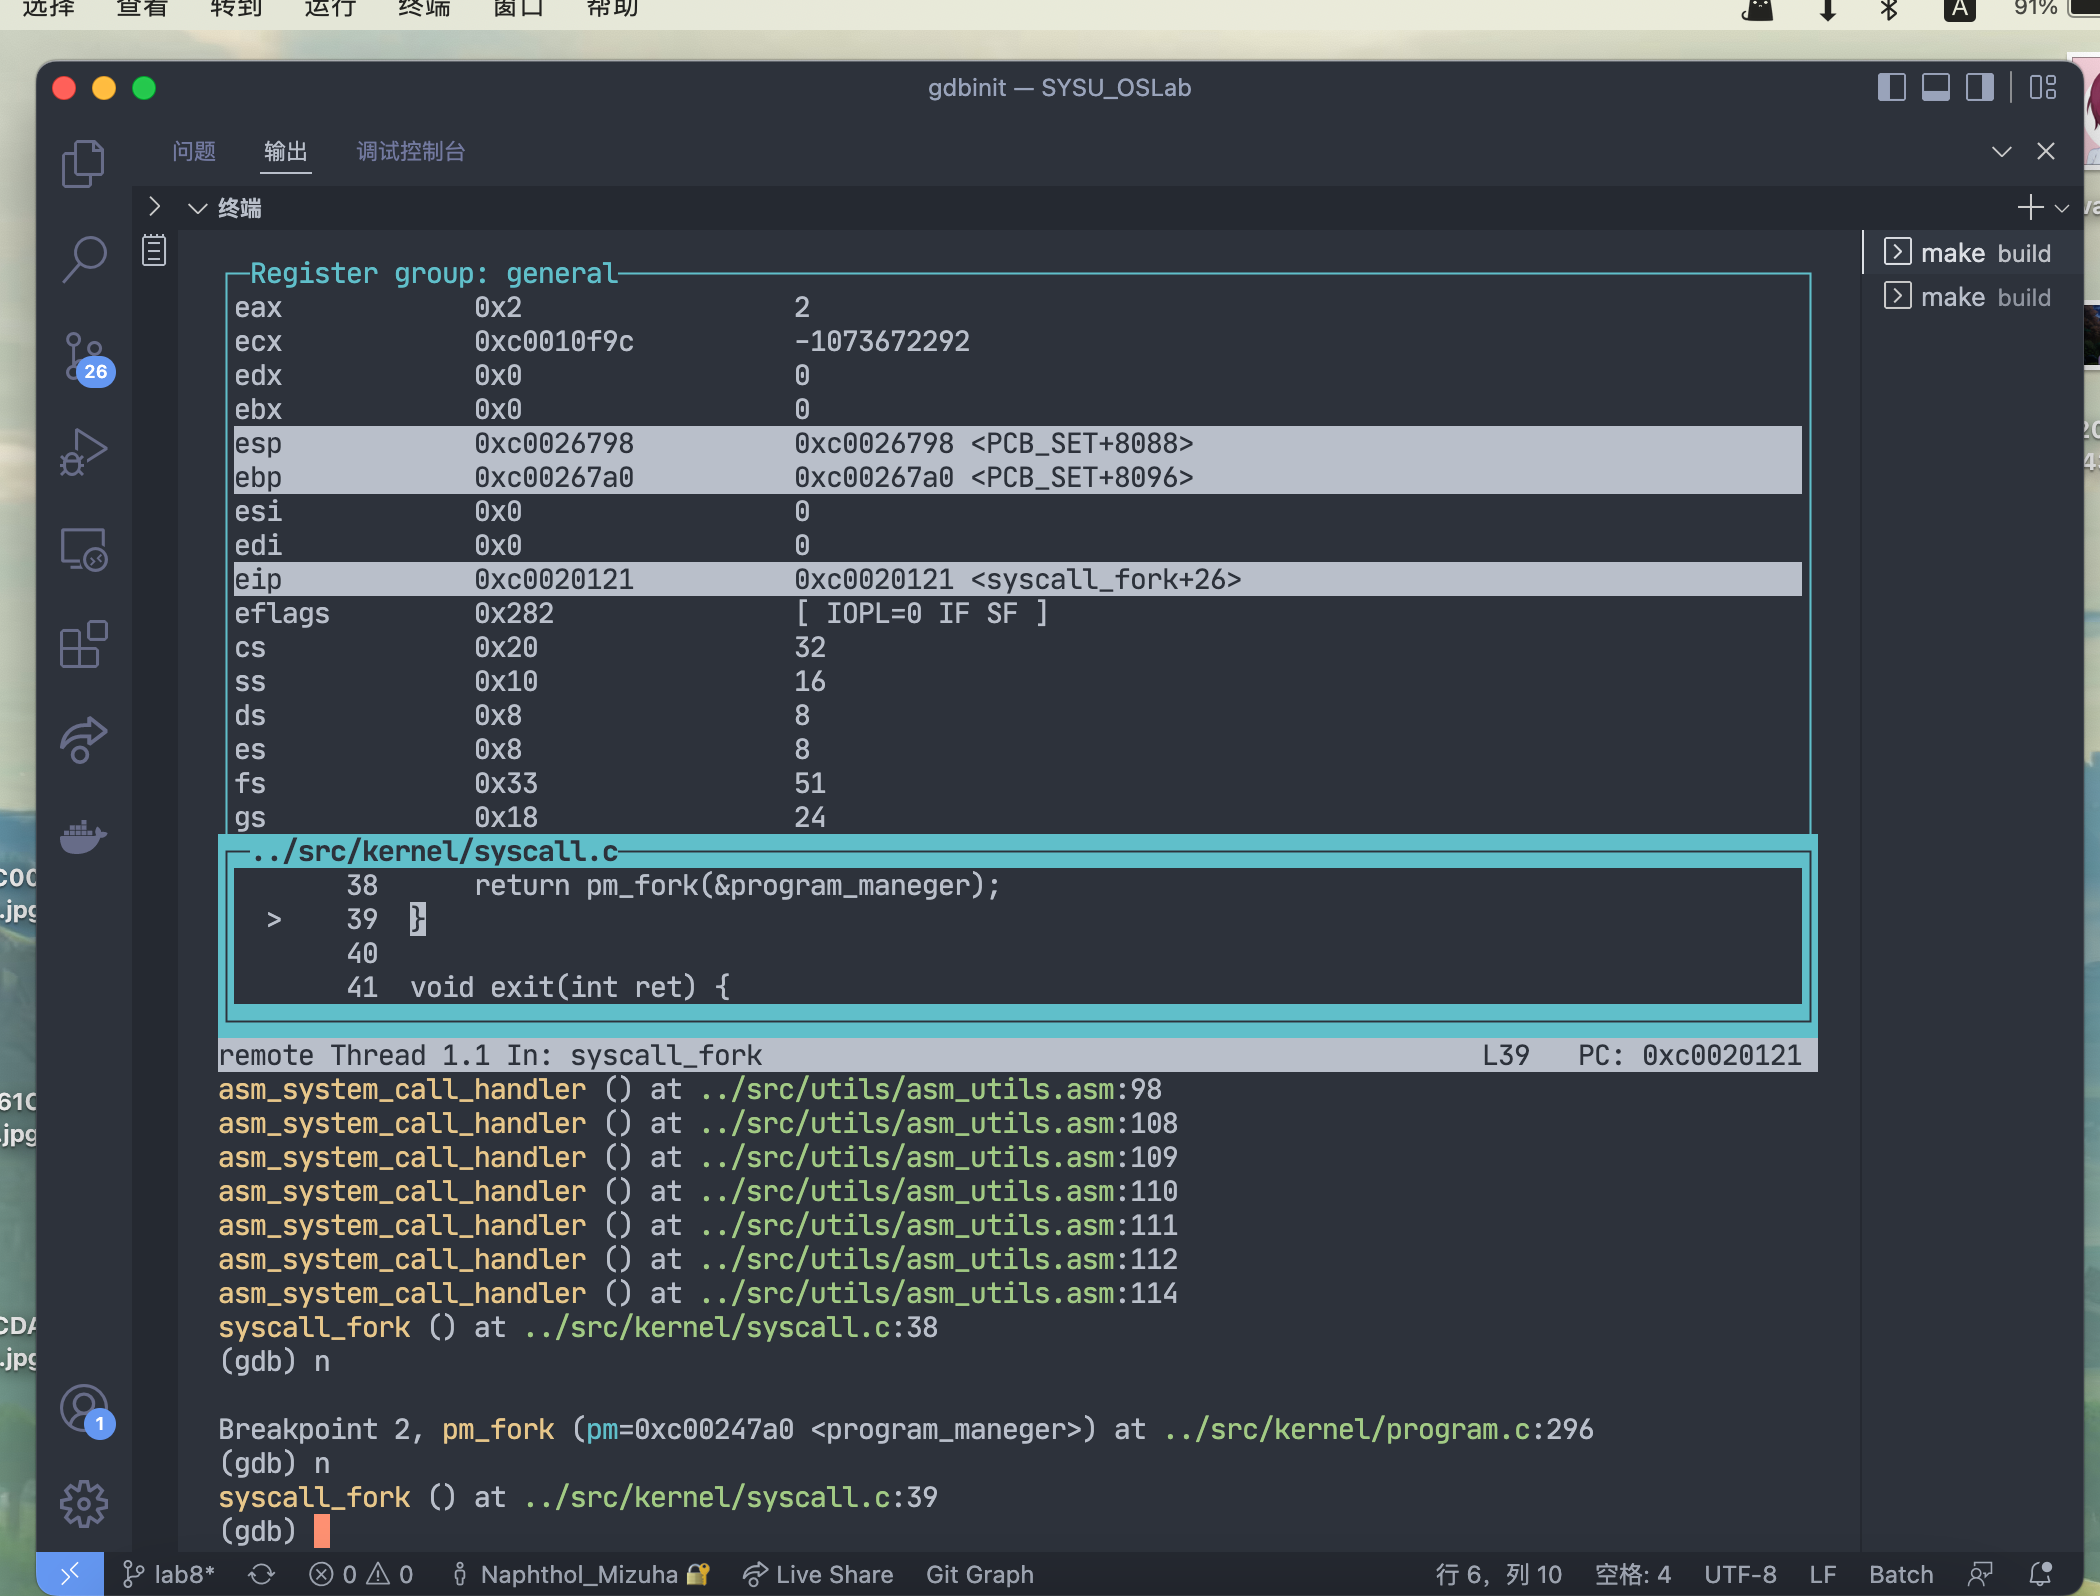 选择 查看 转到 运行 终端 窗口 帮助 A 91%
gdbinit — SYSU_OSLab
问题 输出 调试控制台
终端
make build
make build
26
Register group: general
eax 0x2 2
ecx 0xc0010f9c -1073672292
edx 0x0 0
ebx 0x0 0
esp 0xc0026798 0xc0026798 <PCB_SET+8088>
ebp 0xc00267a0 0xc00267a0 <PCB_SET+8096>
esi 0x0 0
edi 0x0 0
eip 0xc0020121 0xc0020121 <syscall_fork+26>
eflags 0x282 [ IOPL=0 IF SF ]
cs 0x20 32
ss 0x10 16
ds 0x8 8
es 0x8 8
fs 0x33 51
gs 0x18 24
../src/kernel/syscall.c
38 return pm_fork(&program_maneger);
> 39 }
40
41 void exit(int ret) {
remote Thread 1.1 In: syscall_fork L39 PC: 0xc0020121
asm_system_call_handler () at ../src/utils/asm_utils.asm:98
asm_system_call_handler () at ../src/utils/asm_utils.asm:108
asm_system_call_handler () at ../src/utils/asm_utils.asm:109
asm_system_call_handler () at ../src/utils/asm_utils.asm:110
asm_system_call_handler () at ../src/utils/asm_utils.asm:111
asm_system_call_handler () at ../src/utils/asm_utils.asm:112
asm_system_call_handler () at ../src/utils/asm_utils.asm:114
syscall_fork () at ../src/kernel/syscall.c:38
(gdb) n
Breakpoint 2, pm_fork (pm=0xc00247a0 <program_maneger>) at ../src/kernel/program.c:296
(gdb) n
syscall_fork () at ../src/kernel/syscall.c:39
(gdb)
1
lab8* 0 0 Naphthol_Mizuha Live Share Git Graph 行 6，列 10 空格: 4 UTF-8 LF Batch
.jpg
.jpg
.jpg